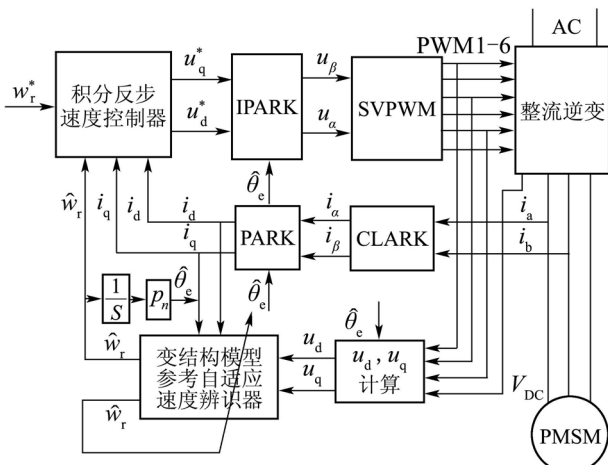 AC
PWM1-6
w_r^*
积分反步
速度控制器
u_q^*
u_d^*
IPARK
u_β
u_α
SVPWM
整流逆变
ŵ_r
i_q
i_d
θ̂_e
i_d
i_q
PARK
i_α
i_β
CLARK
i_a
i_b
1/S
p_n
θ̂_e
θ̂_e
θ̂_e
ŵ_r
变结构模型
参考自适应
速度辨识器
u_d
u_q
u_d,u_q
计算
V_DC
ŵ_r
PMSM